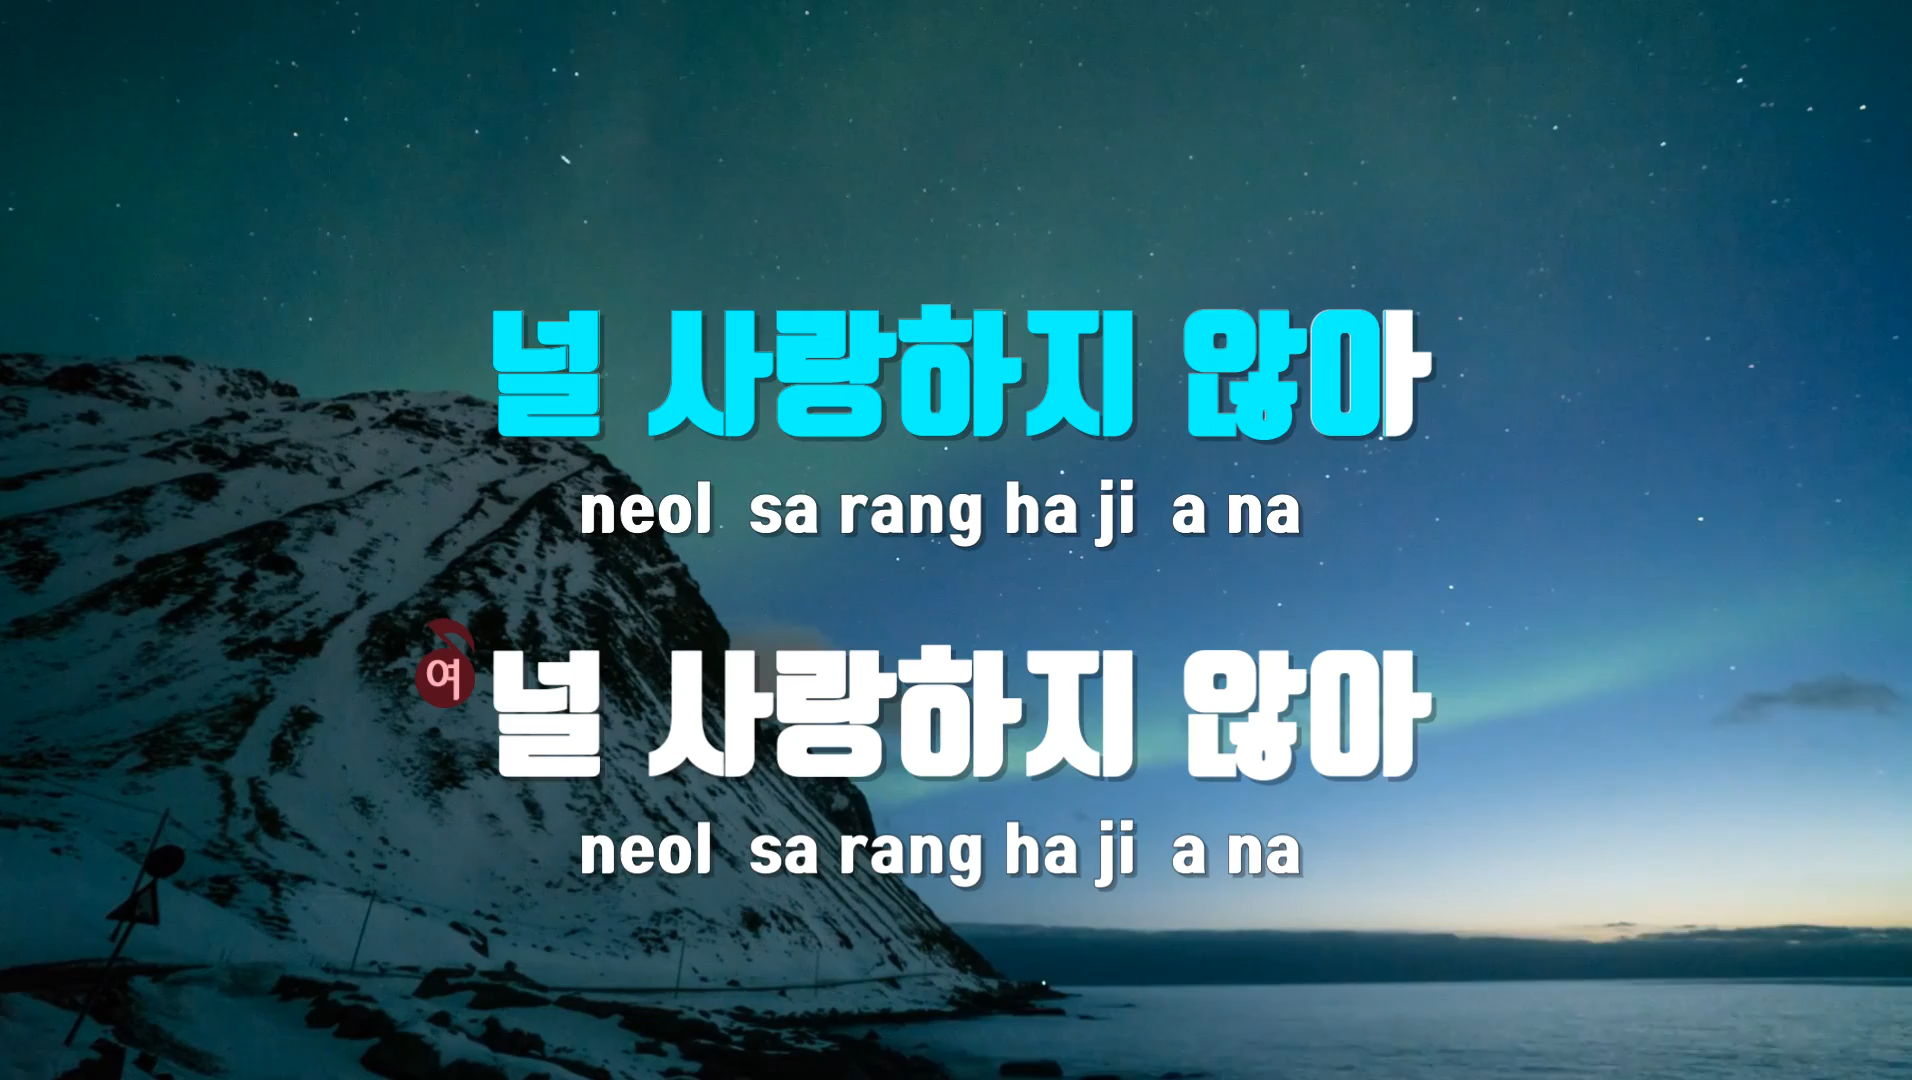 널 사랑하지 않아
neol sa rang ha ji a na
여 널 사랑하지 않아
neol sa rang ha ji a na